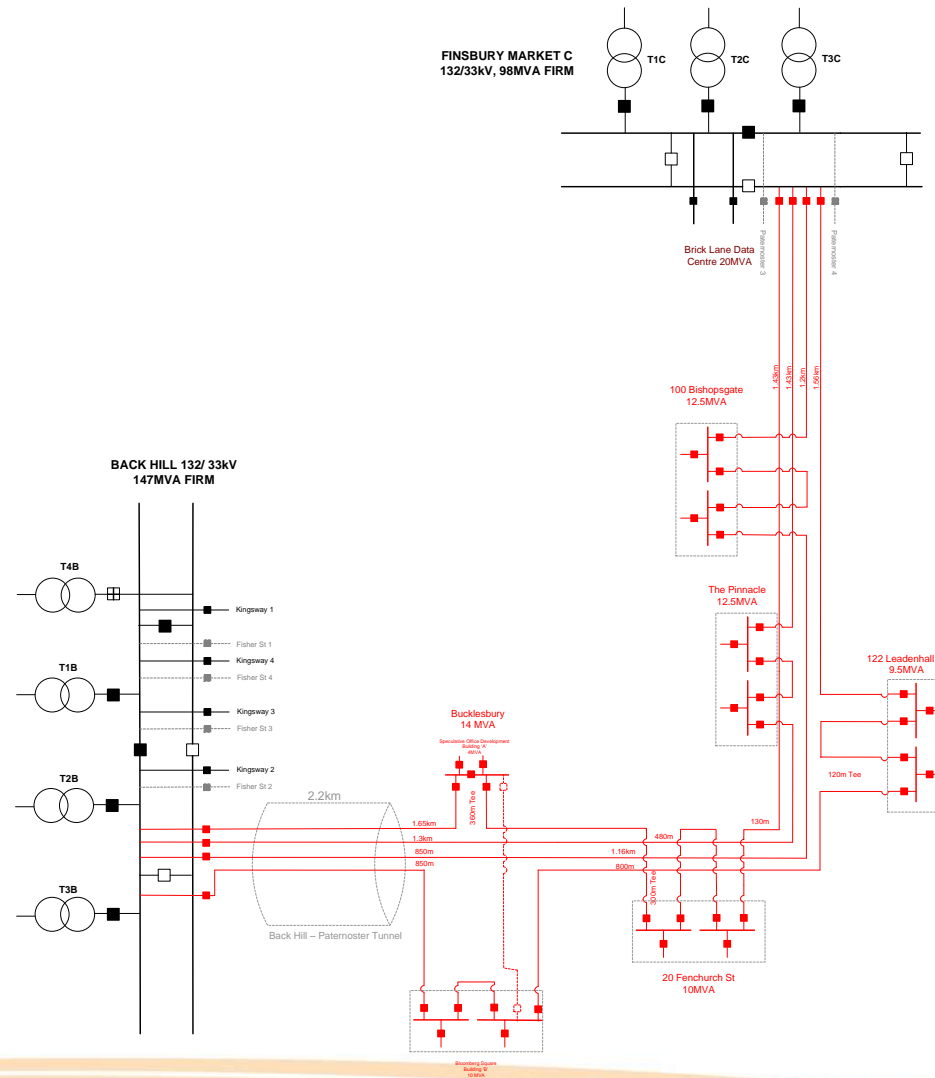 FINSBURY MARKET C
132/33kV, 98MVA FIRM
T1C
T2C
T3C
Paternoster 3
Paternoster 4
Brick Lane Data
Centre 20MVA
1.43km
1.43km
1.2km
1.56km
100 Bishopsgate
12.5MVA
BACK HILL 132/ 33kV
147MVA FIRM
T4B
Kingsway 1
Fisher St 1
Kingsway 4
Fisher St 4
T1B
Kingsway 3
Fisher St 3
Kingsway 2
Fisher St 2
T2B
T3B
The Pinnacle
12.5MVA
122 Leadenhall
9.5MVA
120m Tee
Bucklesbury
14 MVA
Speculative Office Development
Building 'A'
4MVA
360m Tee
2.2km
1.65km
1.3km
850m
850m
480m
130m
1.16km
800m
300m Tee
Back Hill – Paternoster Tunnel
20 Fenchurch St
10MVA
Bloomberg Square
Building 'B'
10 MVA